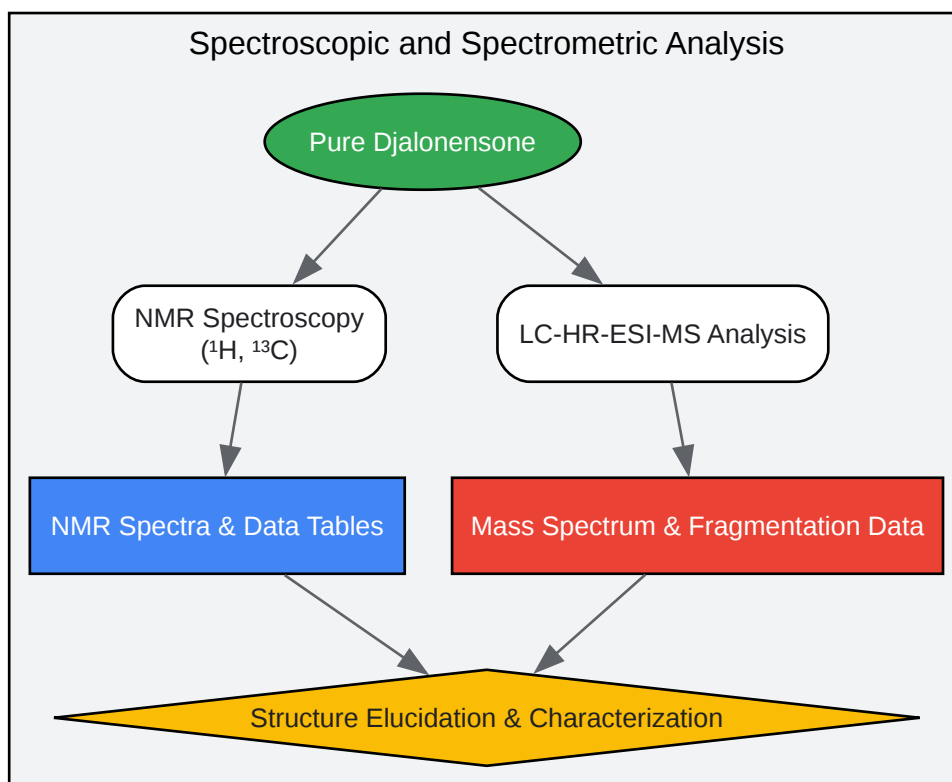 Spectroscopic and Spectrometric Analysis
Pure Djalonensone
NMR Spectroscopy
(¹H, ¹³C)
LC-HR-ESI-MS Analysis
NMR Spectra & Data Tables
Mass Spectrum & Fragmentation Data
Structure Elucidation & Characterization